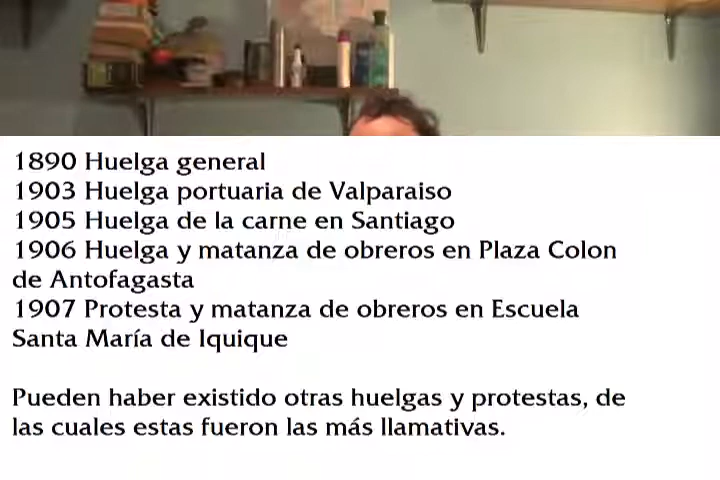 1890 Huelga general
1903 Huelga portuaria de Valparaiso
1905 Huelga de la carne en Santiago
1906 Huelga y matanza de obreros en Plaza Colon
de Antofagasta
1907 Protesta y matanza de obreros en Escuela
Santa María de Iquique
Pueden haber existido otras huelgas y protestas, de
las cuales estas fueron las más llamativas.